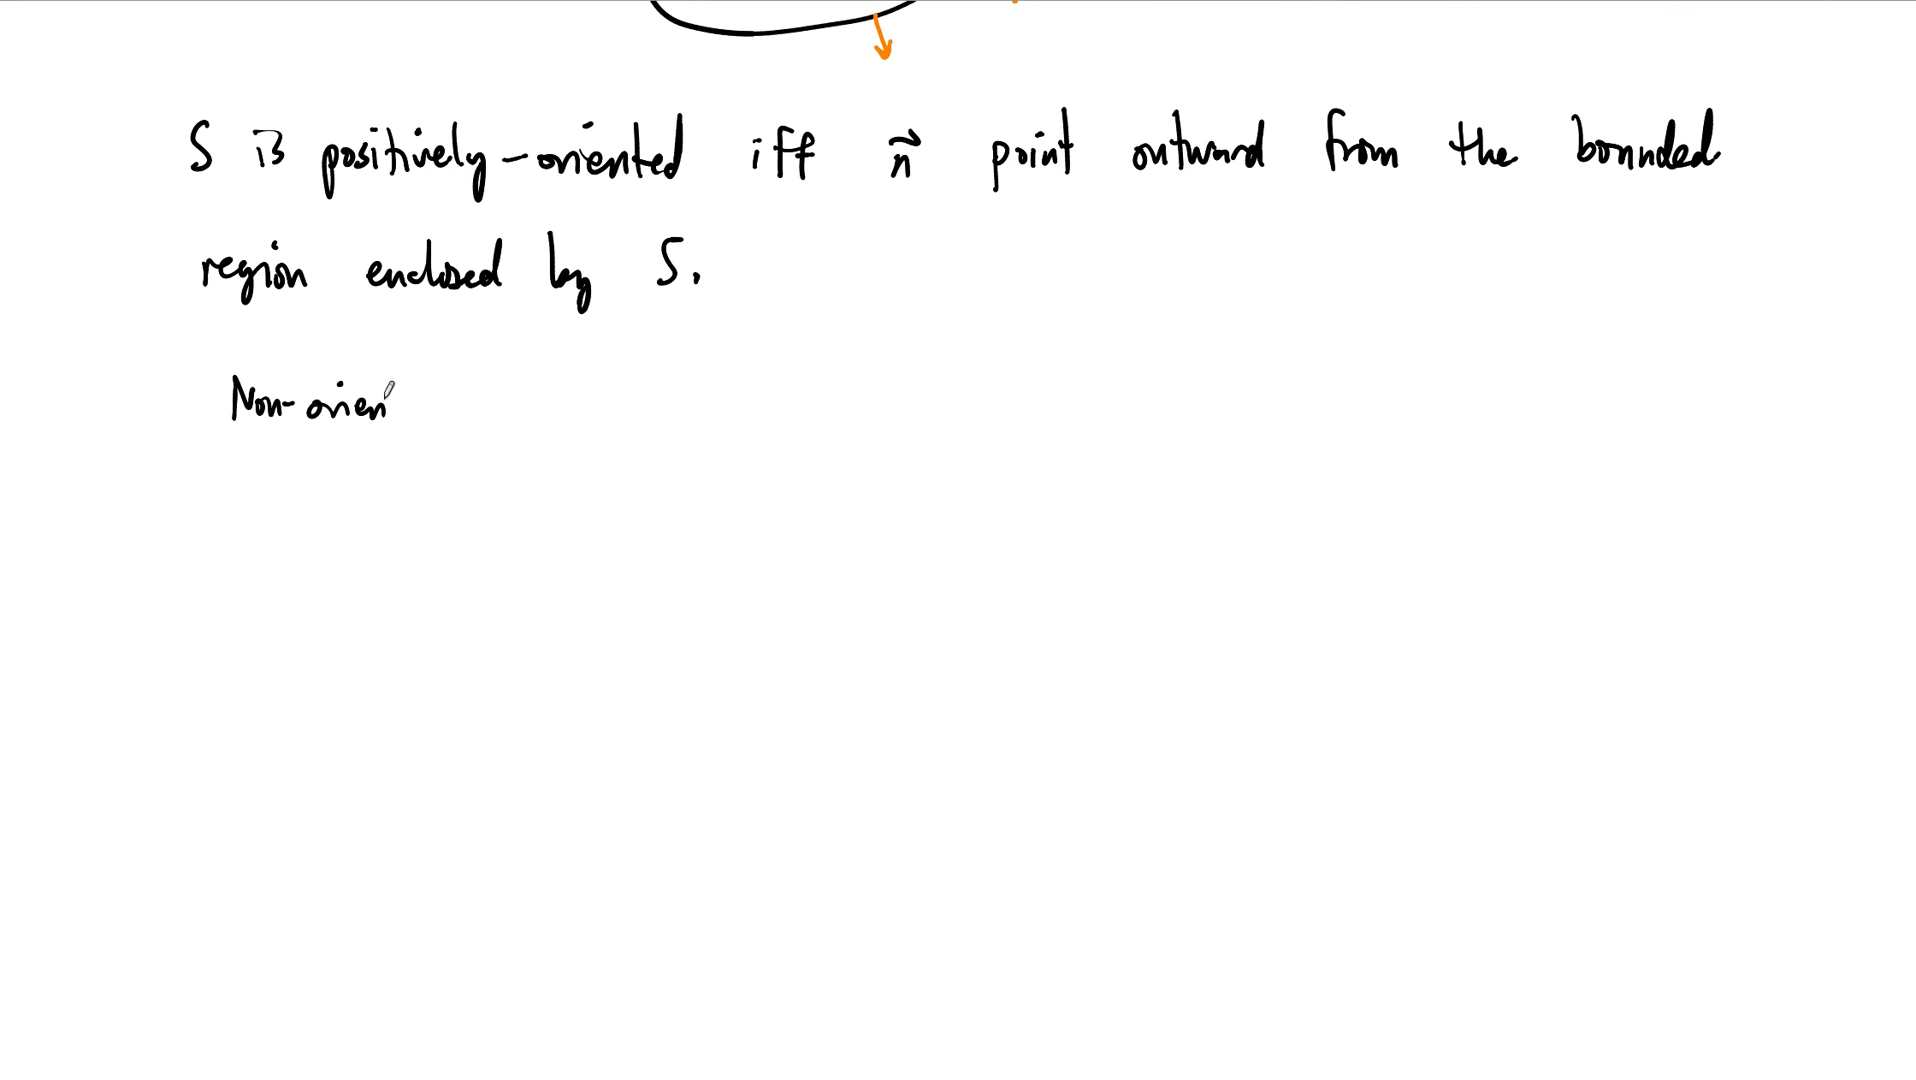 S is positively-oriented iff n⃗ point outward from the bounded
region enclosed by S.
Non-orien